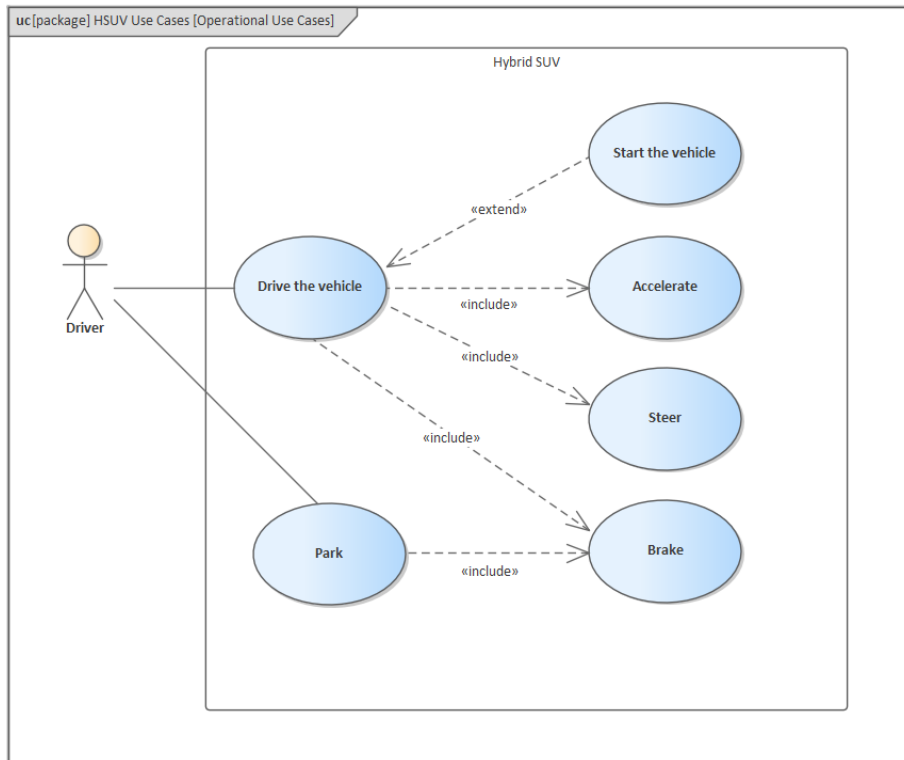 uc [package] HSUV Use Cases [Operational Use Cases]
Hybrid SUV
Start the vehicle
«extend»
Drive the vehicle
Accelerate
«include»
Driver
«include»
Steer
«include»
Park
Brake
«include»